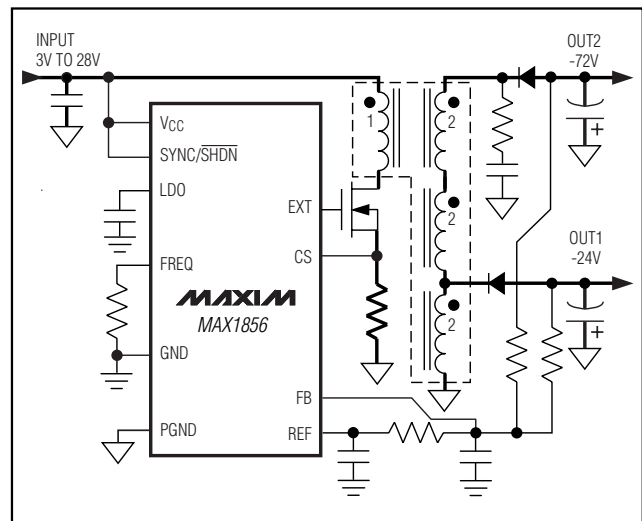 INPUT
3V TO 28V
OUT2
-72V
VCC
SYNC/SHDN
LDO
FREQ
GND
PGND
EXT
CS
FB
REF
MAXIM
MAX1856
1
2
2
2
OUT1
-24V
+
+